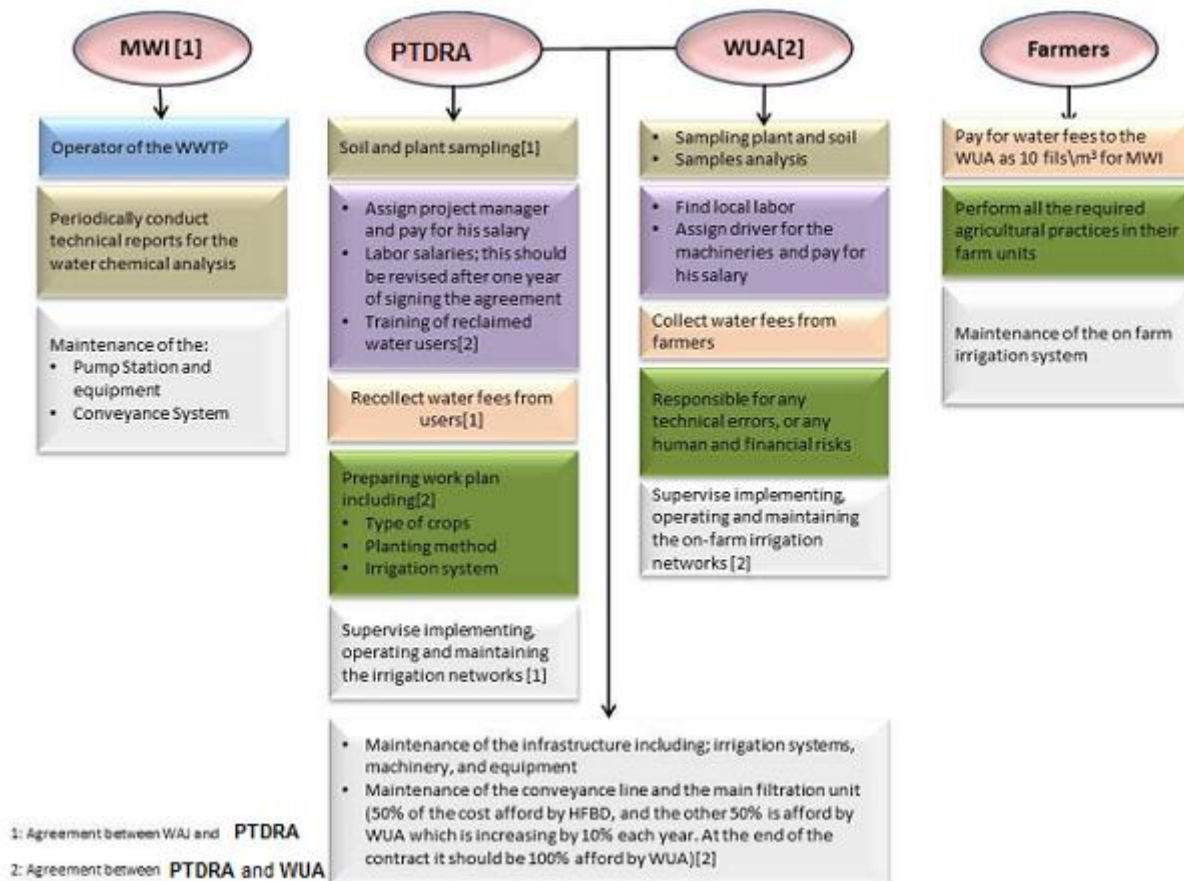 MWI[1]
PTDRA
WUA[2]
Farmers
Operator of the WWTP
Periodically conduct
technical reports for the
water chemical analysis
Maintenance of the:
• Pump Station and
equipment
• Conveyance System
Soil and plant sampling[1]
• Assign project manager
and pay for his salary
• Labor salaries; this should
be revised after one year
of signing the agreement
• Training of reclaimed
water users[2]
Recollect water fees from
users[1]
Preparing work plan
including[2]
• Type of crops
• Planting method
• Irrigation system
Supervise implementing,
operating and maintaining
the irrigation networks [1]
• Sampling plant and soil
• Samples analysis
• Find local labor
• Assign driver for the
machineries and pay for
his salary
Collect water fees from
farmers
Responsible for any
technical errors, or any
human and financial risks
Supervise implementing,
operating and maintaining
the on-farm irrigation
networks [2]
Pay for water fees to the
WUA as 10 fils\m³ for MWI
Perform all the required
agricultural practices in their
farm units
Maintenance of the on farm
irrigation system
• Maintenance of the infrastructure including; irrigation systems,
machinery, and equipment
• Maintenance of the conveyance line and the main filtration unit
(50% of the cost afford by HFBD, and the other 50% is afford by
WUA which is increasing by 10% each year. At the end of the
contract it should be 100% afford by WUA)[2]
1: Agreement between WAJ and PTDRA
2: Agreement between PTDRA and WUA